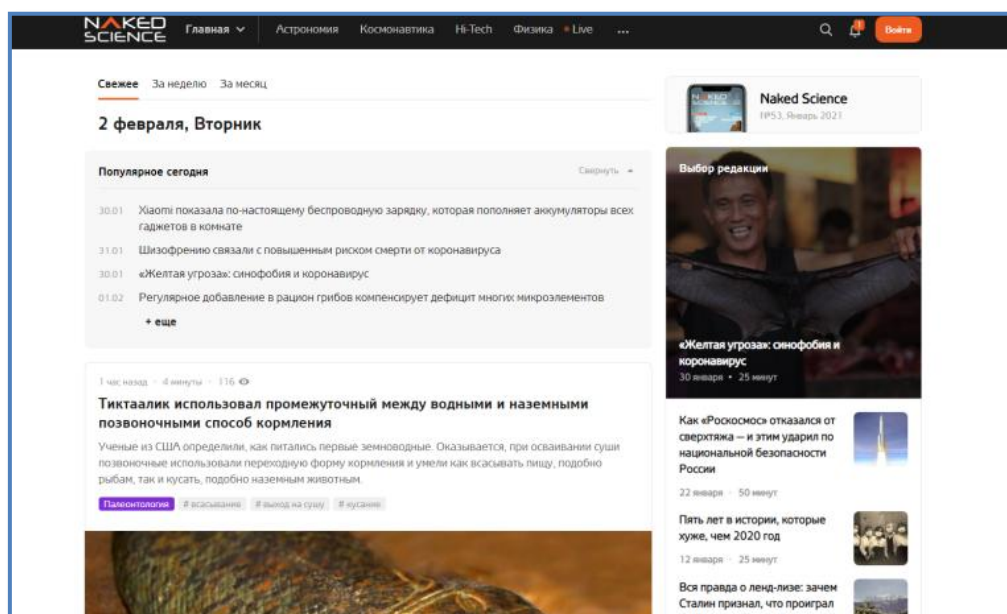 NAKED
SCIENCE
Главная
Астрономия
Космонавтика
Hi-Tech
Физика
Live
...
1
Войти
Свежее За неделю За месяц
2 февраля, Вторник
Популярное сегодня
Свернуть
30.01 Xiaomi показала по-настоящему беспроводную зарядку, которая пополняет аккумуляторы всех
гаджетов в комнате
31.01 Шизофрению связали с повышенным риском смерти от коронавируса
30.01 «Желтая угроза»: синофобия и коронавирус
01.02 Регулярное добавление в рацион грибов компенсирует дефицит многих микроэлементов
+ еще
1 час назад · 4 минуты · 116
Тиктаалик использовал промежуточный между водными и наземными
позвоночными способ кормления
Ученые из США определили, как питались первые земноводные. Оказывается, при осваивании суши
позвоночные использовали переходную форму кормления и умели как всасывать пищу, подобно
рыбам, так и кусать, подобно наземным животным.
Палеонтология # всасывание # выход на сушу # кусание
Naked Science
№53, Январь 2021
Выбор редакции
«Желтая угроза»: синофобия и
коронавирус
30 января • 25 минут
Как «Роскосмос» отказался от
сверхтяжа — и этим ударил по
национальной безопасности
России
22 января · 50 минут
Пять лет в истории, которые
хуже, чем 2020 год
12 января · 25 минут
Вся правда о ленд-лизе: зачем
Сталин признал, что проиграл